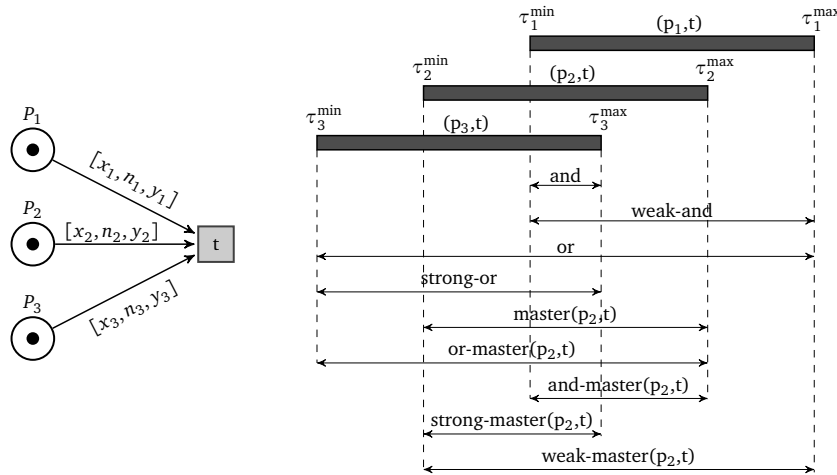 P₁
[x₁, n₁, y₁]
P₂
[x₂, n₂, y₂]
t
P₃
[x₃, n₃, y₃]
τ₁ᵐⁱⁿ (p₁,t) τ₁ᵐᵃˣ
τ₂ᵐⁱⁿ (p₂,t) τ₂ᵐᵃˣ
τ₃ᵐⁱⁿ (p₃,t) τ₃ᵐᵃˣ
and
weak-and
or
strong-or
master(p₂,t)
or-master(p₂,t)
and-master(p₂,t)
strong-master(p₂,t)
weak-master(p₂,t)